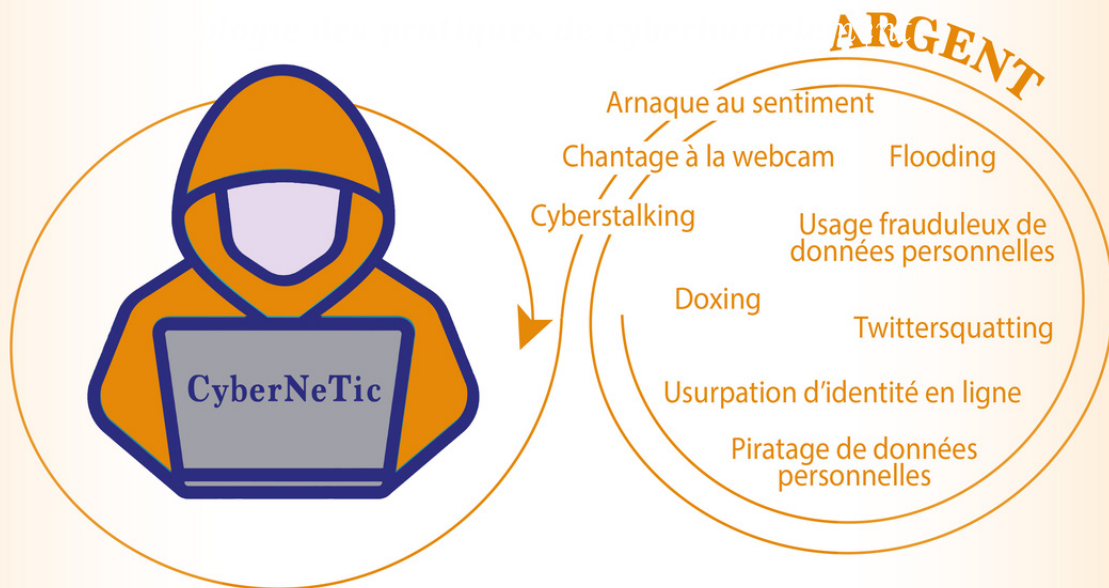 ARGENT
Arnaque au sentiment
Chantage à la webcam
Flooding
Cyberstalking
Usage frauduleux de
données personnelles
Doxing
Twittersquatting
CyberNeTic
Usurpation d'identité en ligne
Piratage de données
personnelles